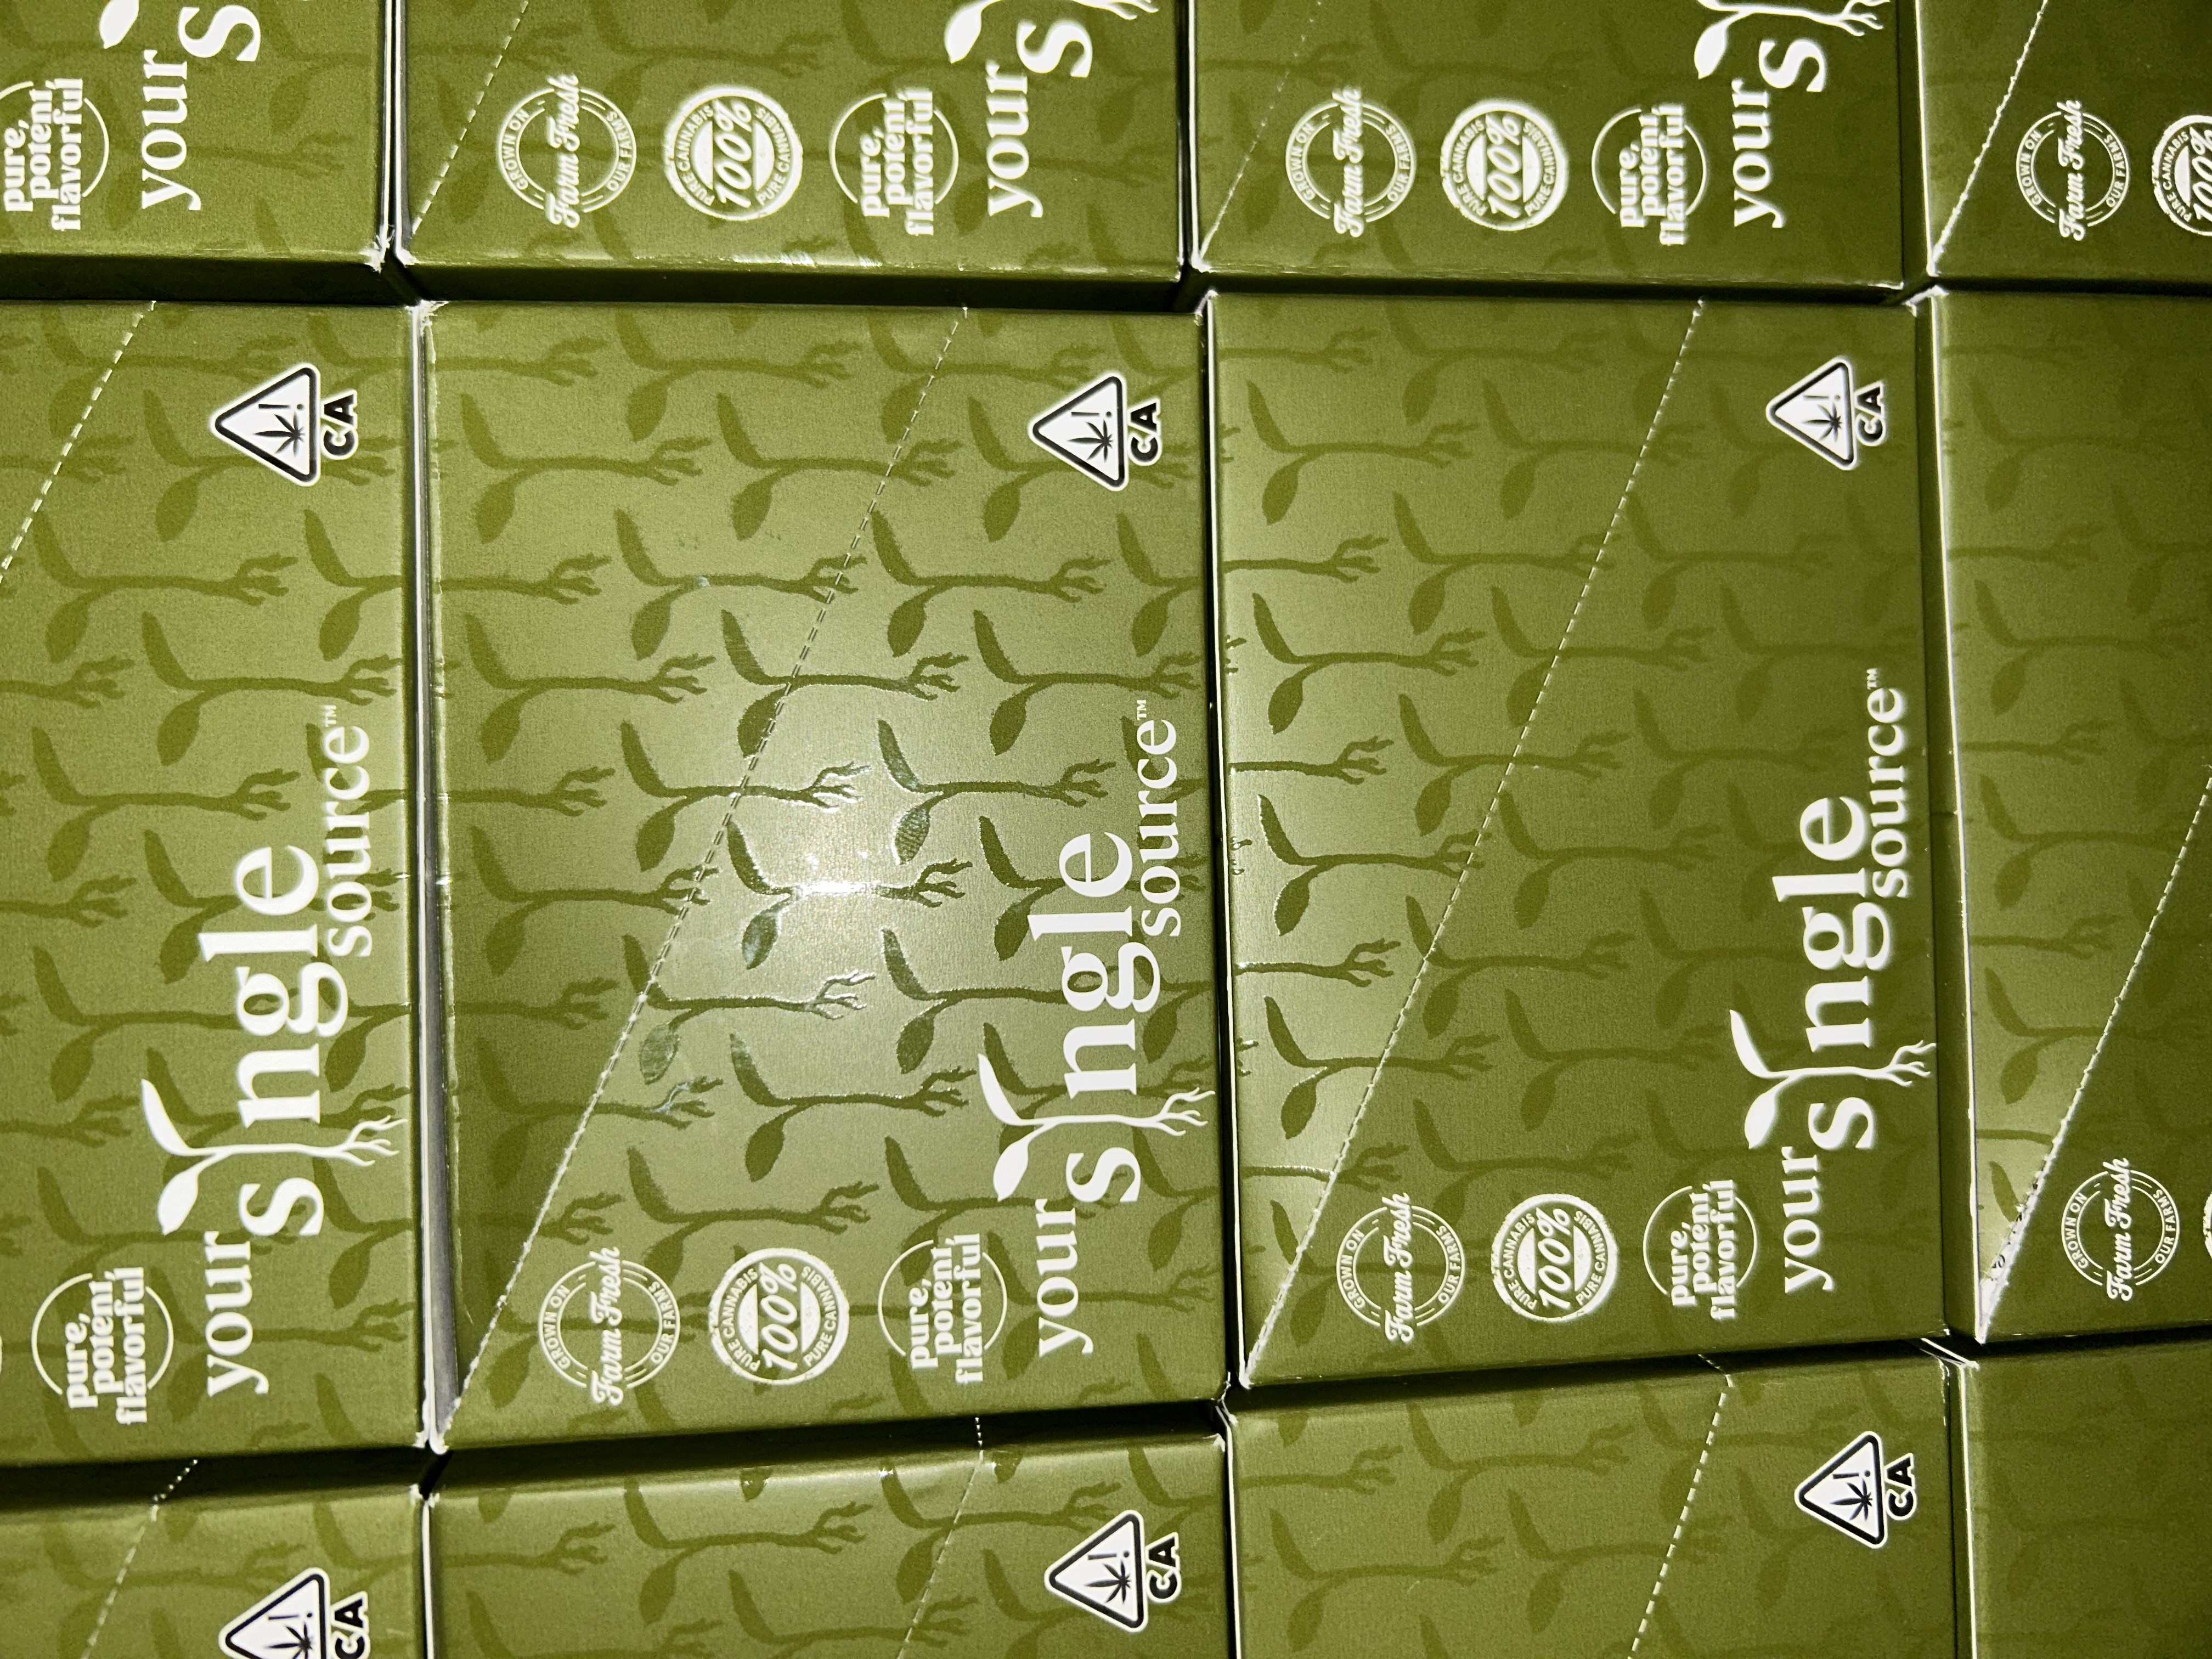 pure,
potent,
flavorful
your single
source™
CA
CA
pure,
potent,
flavorful
your s
GROWN ON
Farm Fresh
OUR FARMS
PURE CANNABIS
100%
PURE CANNABIS
pure,
potent,
flavorful
your single
source™
CA
CA
GROWN ON
Farm Fresh
OUR FARMS
PURE CANNABIS
100%
PURE CANNABIS
pure,
potent,
flavorful
your s
GROWN ON
Farm Fresh
OUR FARMS
PURE CANNABIS
100%
PURE CANNABIS
pure,
potent,
flavorful
your single
source™
CA
CA
GROWN ON
Farm Fresh
OUR FARMS
PURE CANNABIS
100%
PURE CANNABIS
pure,
potent,
flavorful
your s
GROWN ON
Farm Fresh
OUR FARMS
GROWN ON
Farm Fresh
OUR FARMS
PURE CANNABIS
100%